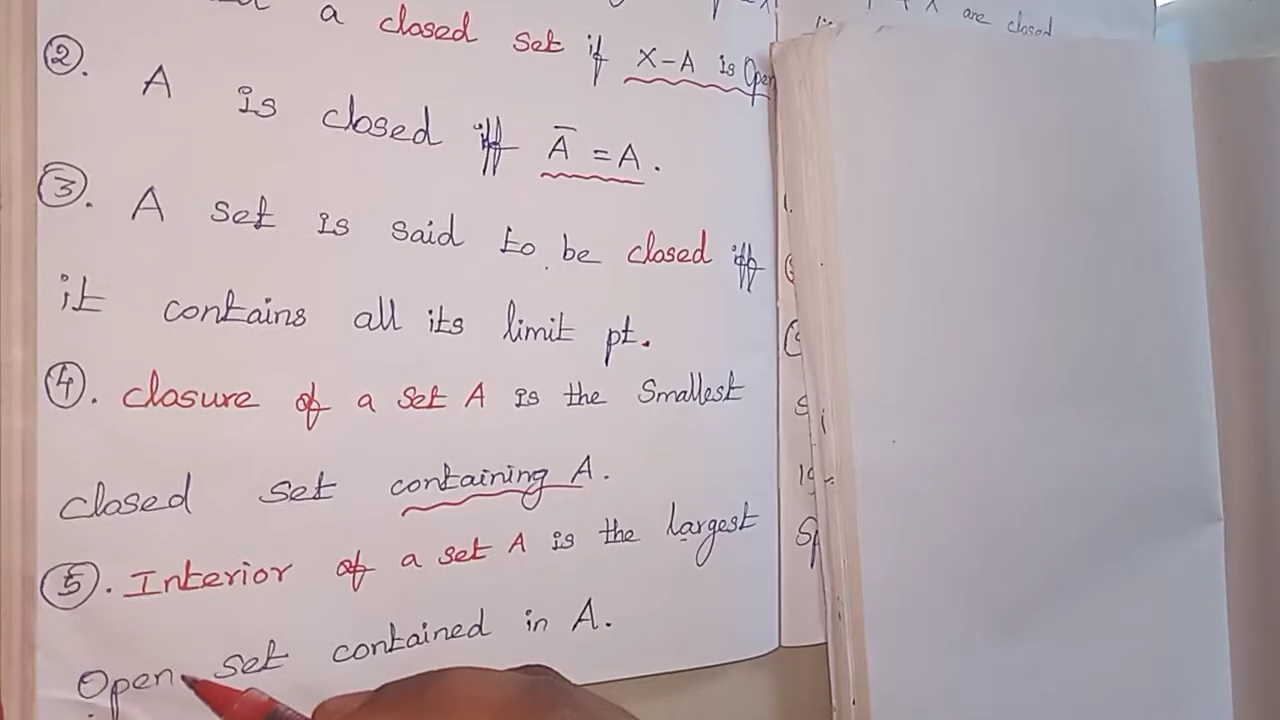 a closed set if X-A is Open
are closed
②. A is closed iff Ā = A.
③. A set is said to be closed iff
it contains all its limit pt.
④. Closure of a set A is the Smallest
closed set containing A.
⑤. Interior of a set A is the largest
Open set contained in A.